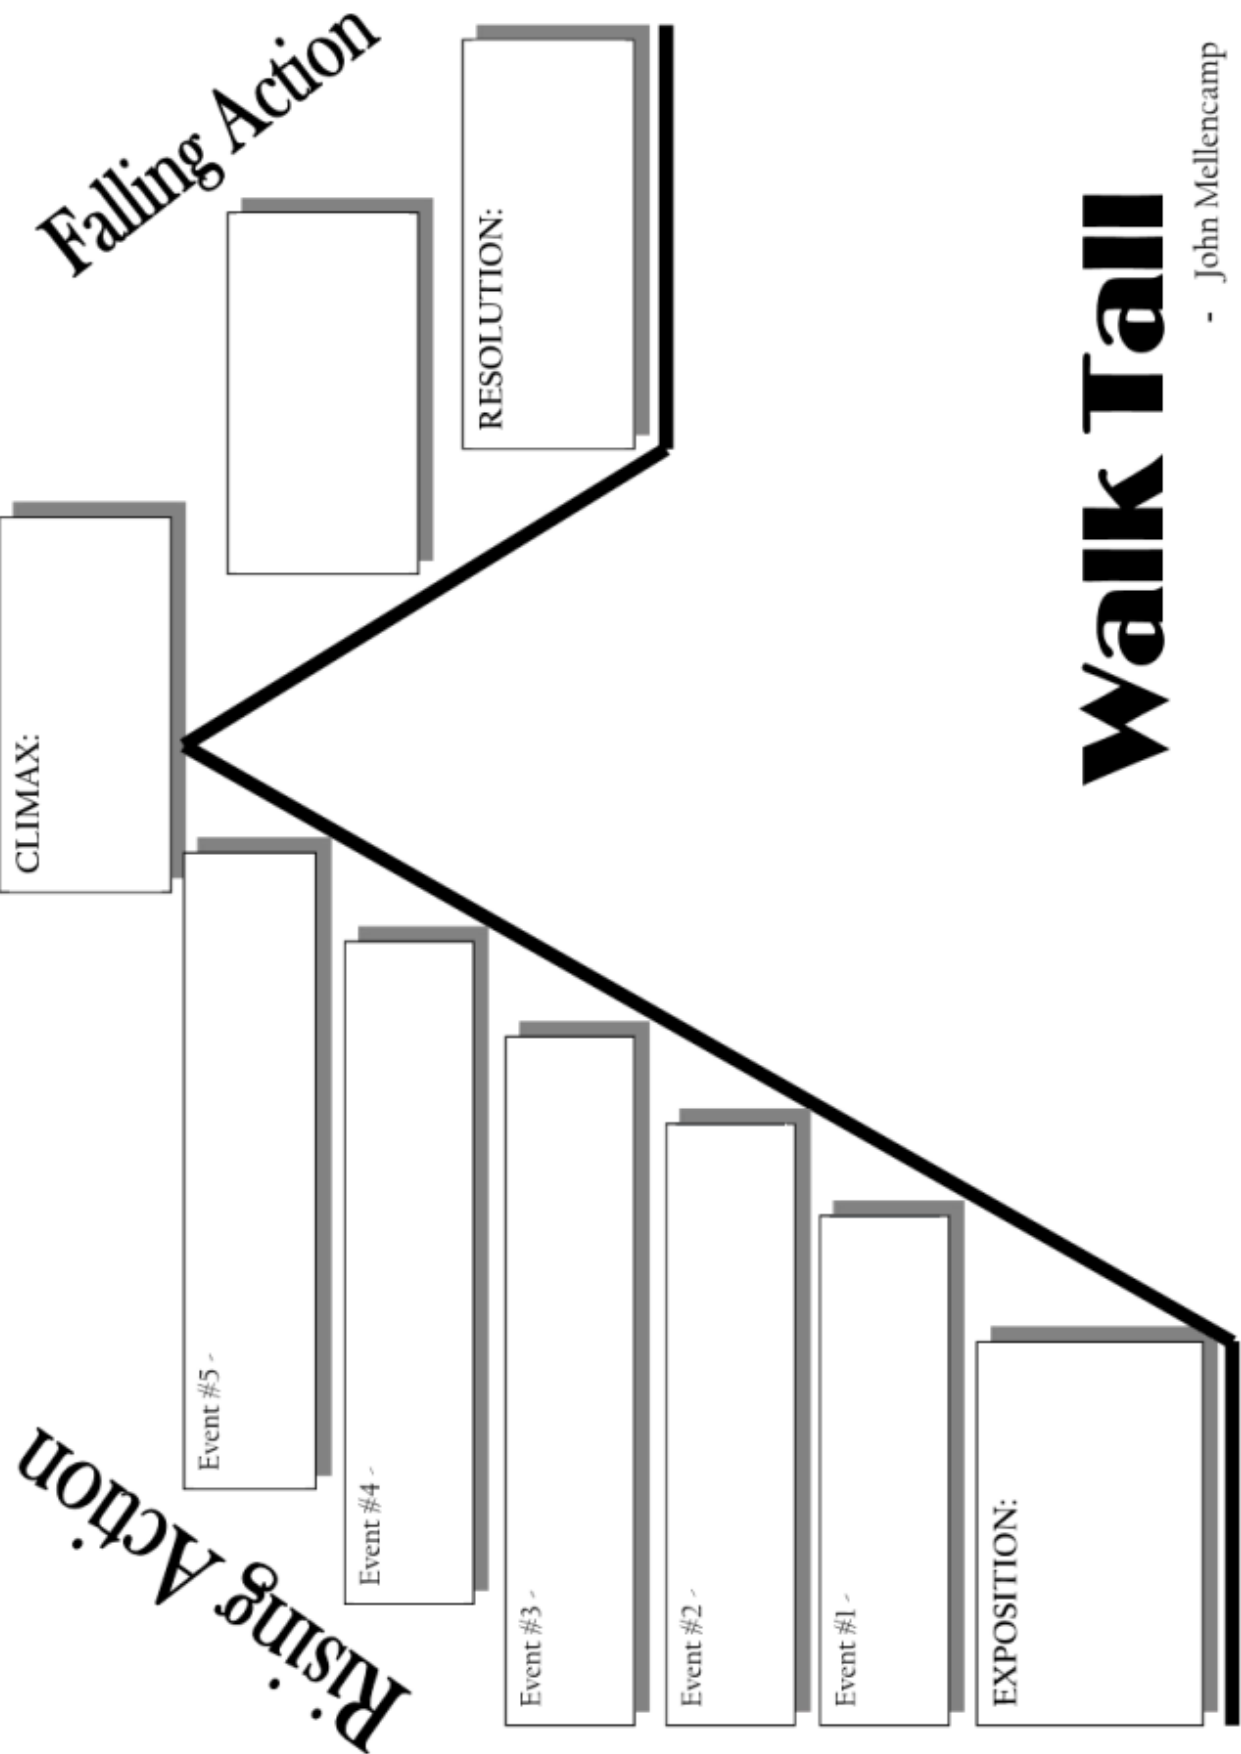 CLIMAX:
Falling Action
Rising Action
Event #5 -
Event #4 -
RESOLUTION:
Event #3 -
Event #2 -
Event #1 -
EXPOSITION:
Walk Tall
- John Mellencamp